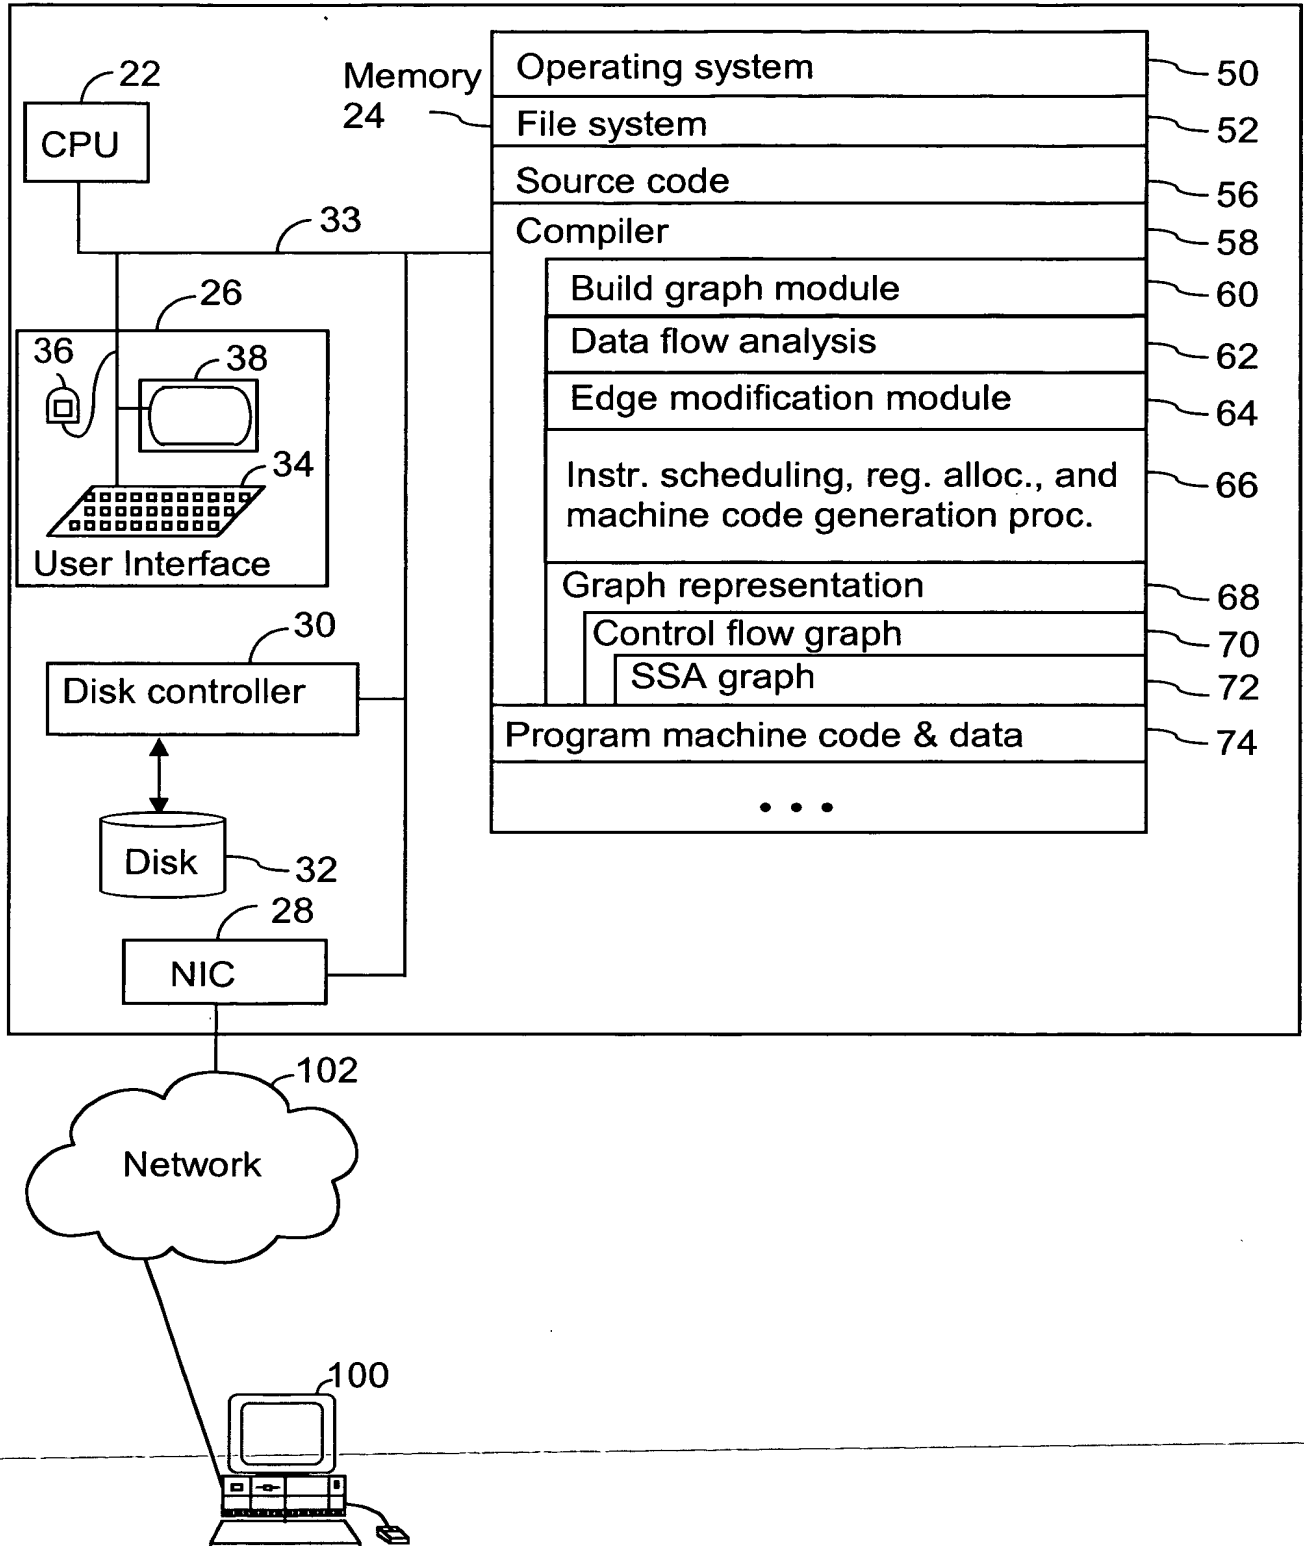 22
CPU
Memory
24
Operating system
50
File system
52
Source code
56
Compiler
58
Build graph module
60
Data flow analysis
62
Edge modification module
64
Instr. scheduling, reg. alloc., and
machine code generation proc.
66
Graph representation
68
Control flow graph
70
SSA graph
72
Program machine code & data
74
• • •
33
26
36
38
34
User Interface
30
Disk controller
Disk
32
28
NIC
102
Network
100